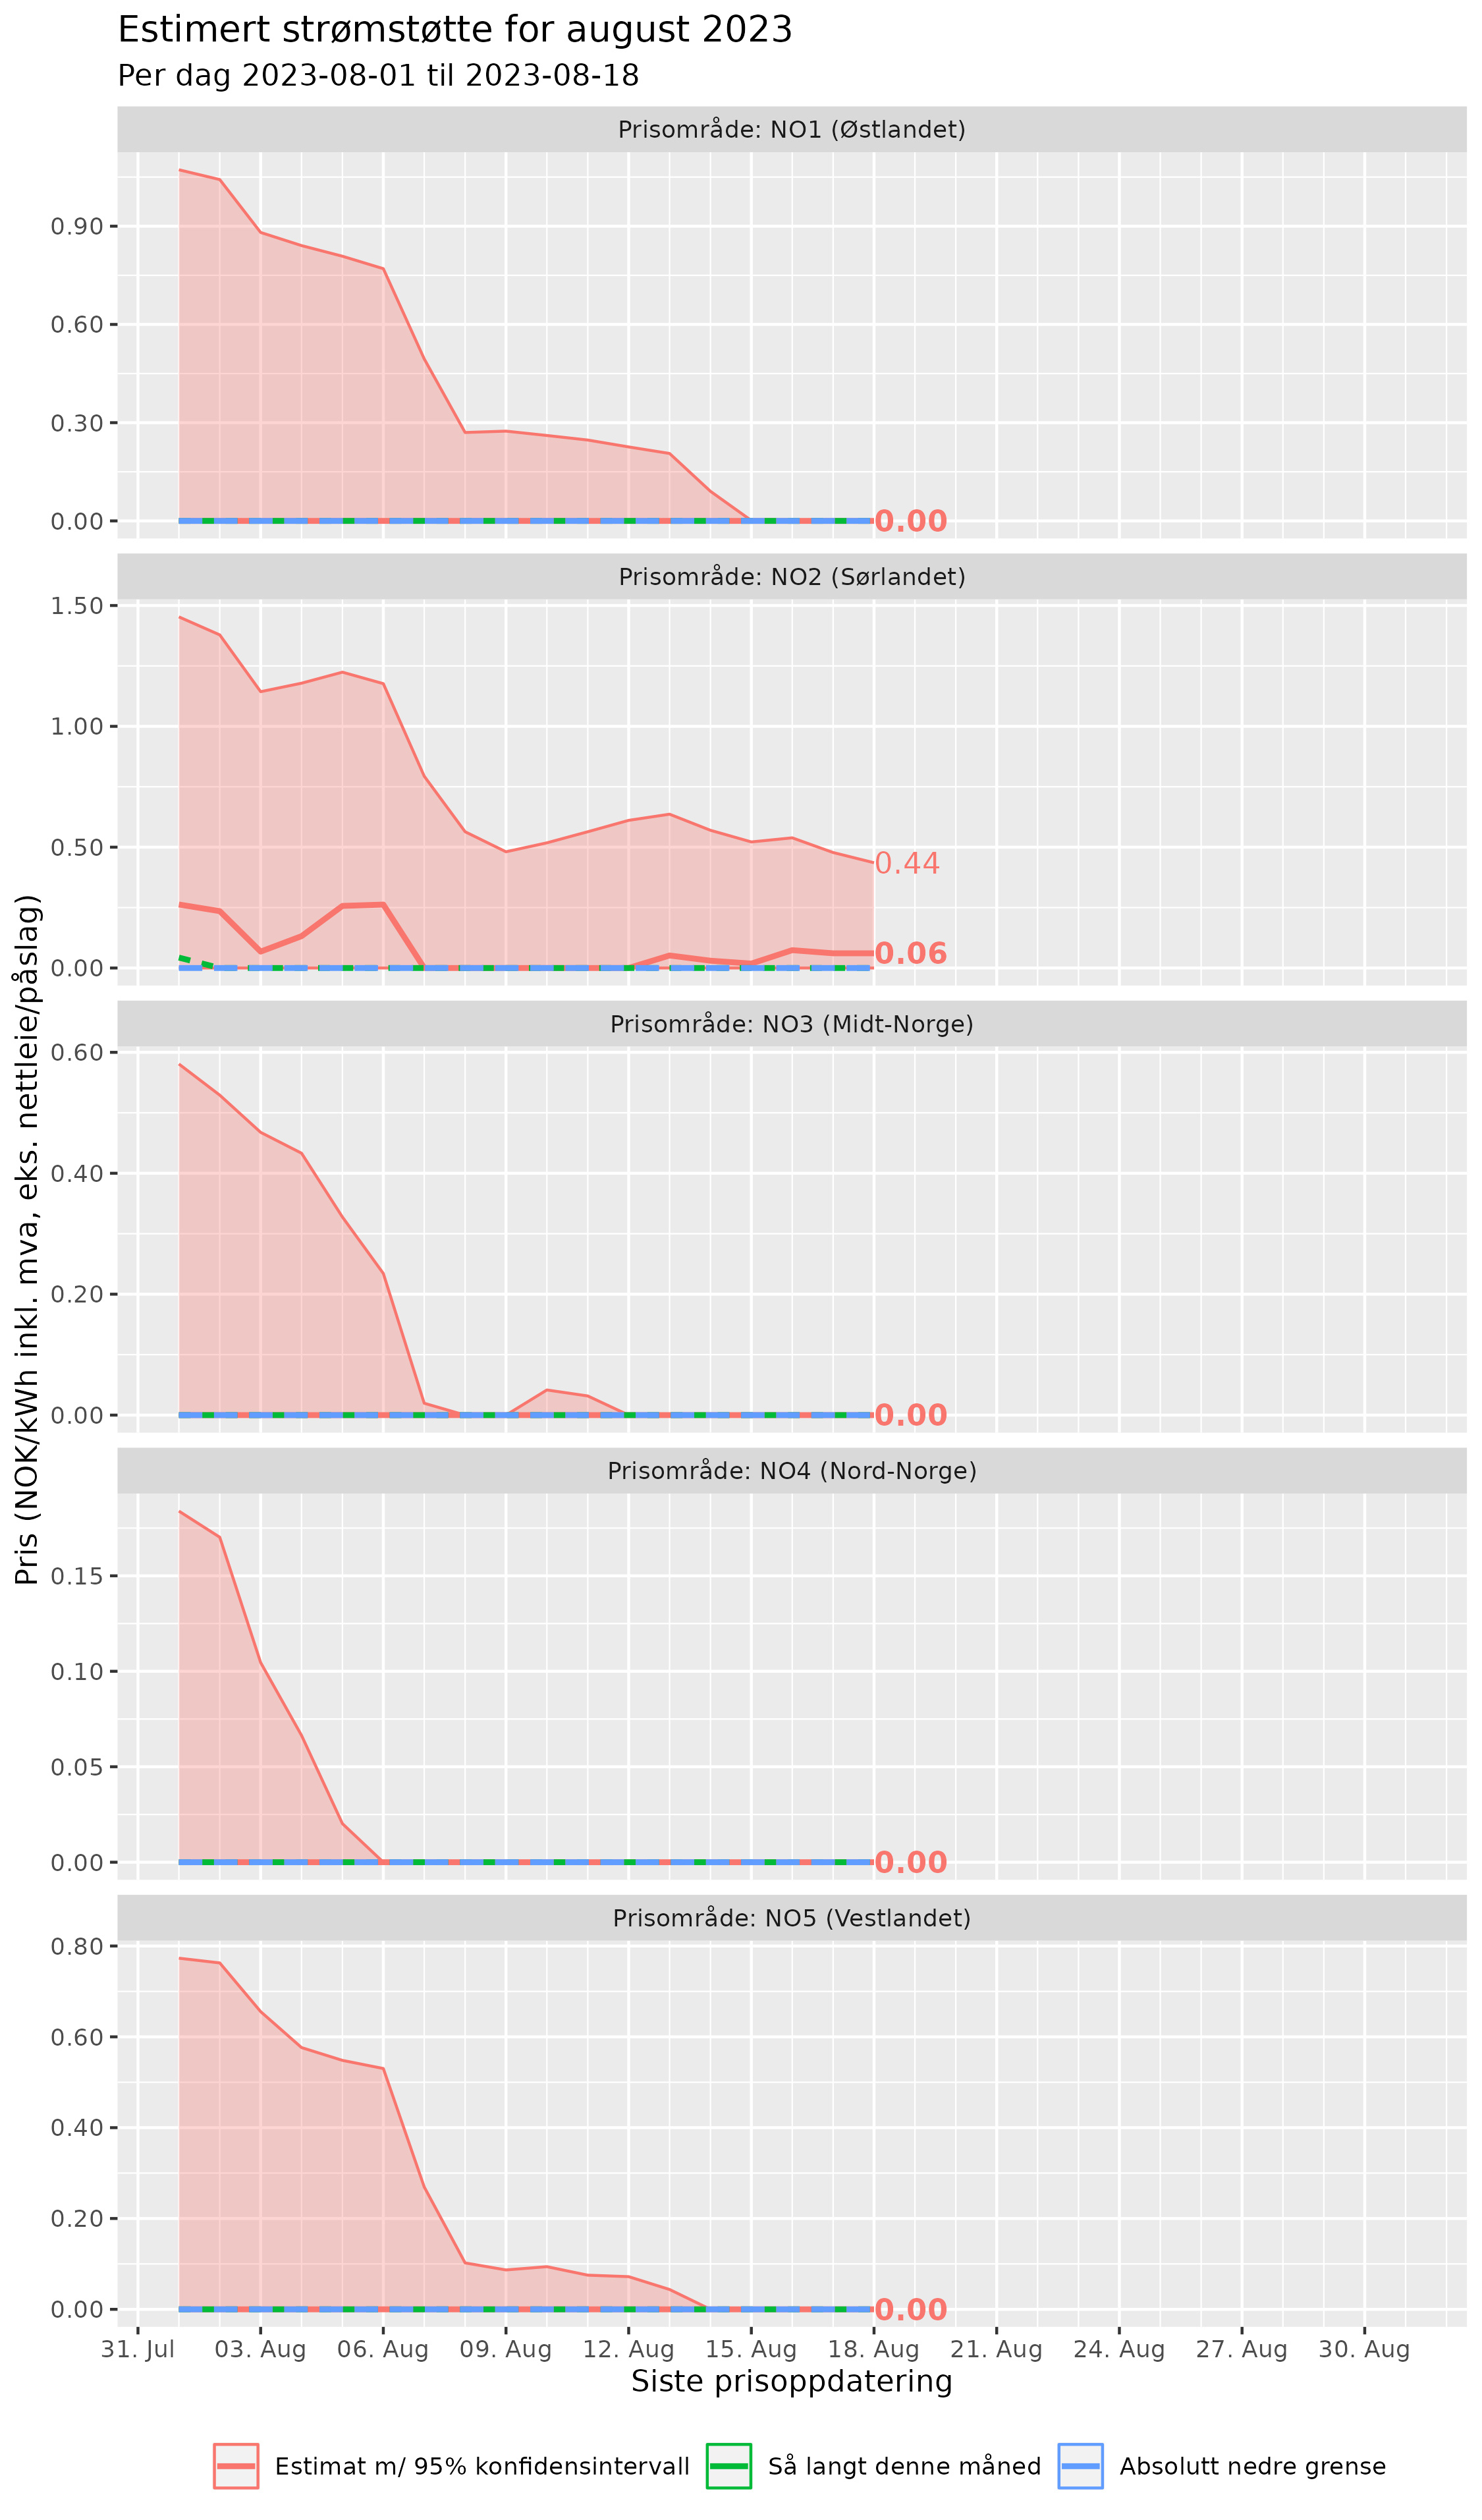 Estimert strømstøtte for august 2023
Per dag 2023-08-01 til 2023-08-18
Pris (NOK/kWh inkl. mva, eks. nettleie/påslag)
Prisområde: NO1 (Østlandet)
0.90
0.60
0.30
0.00
0.00
Prisområde: NO2 (Sørlandet)
1.50
1.00
0.50
0.00
0.44
0.06
Prisområde: NO3 (Midt-Norge)
0.60
0.40
0.20
0.00
0.00
Prisområde: NO4 (Nord-Norge)
0.15
0.10
0.05
0.00
0.00
Prisområde: NO5 (Vestlandet)
0.80
0.60
0.40
0.20
0.00
0.00
31. Jul 03. Aug 06. Aug 09. Aug 12. Aug 15. Aug 18. Aug 21. Aug 24. Aug 27. Aug 30. Aug
Siste prisoppdatering
Estimat m/ 95% konfidensintervall Så langt denne måned Absolutt nedre grense